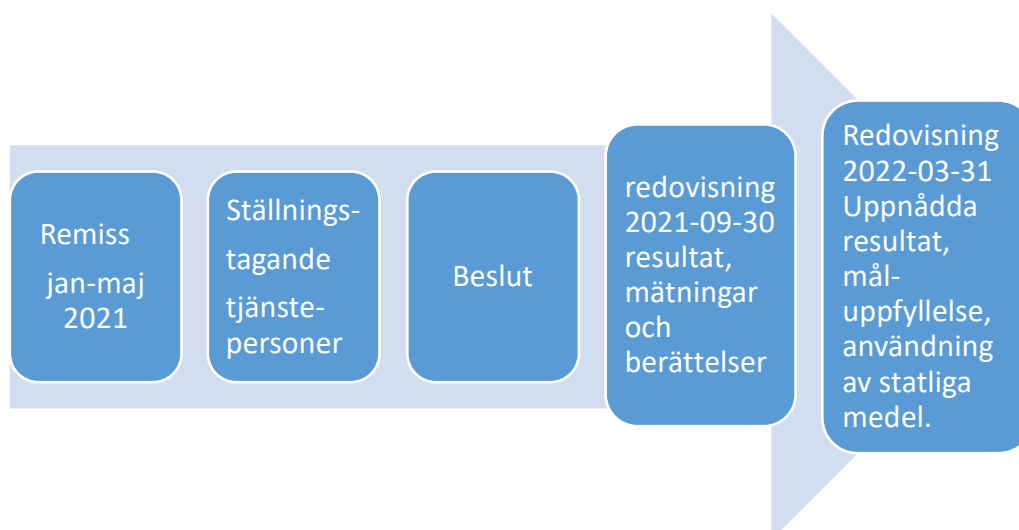 Remiss
jan-maj
2021
Ställnings-
tagande
tjänste-
personer
Beslut
redovisning
2021-09-30
resultat,
mätningar
och
berättelser
Redovisning
2022-03-31
Uppnådda
resultat,
mål-
uppfyllelse,
användning
av statliga
medel.